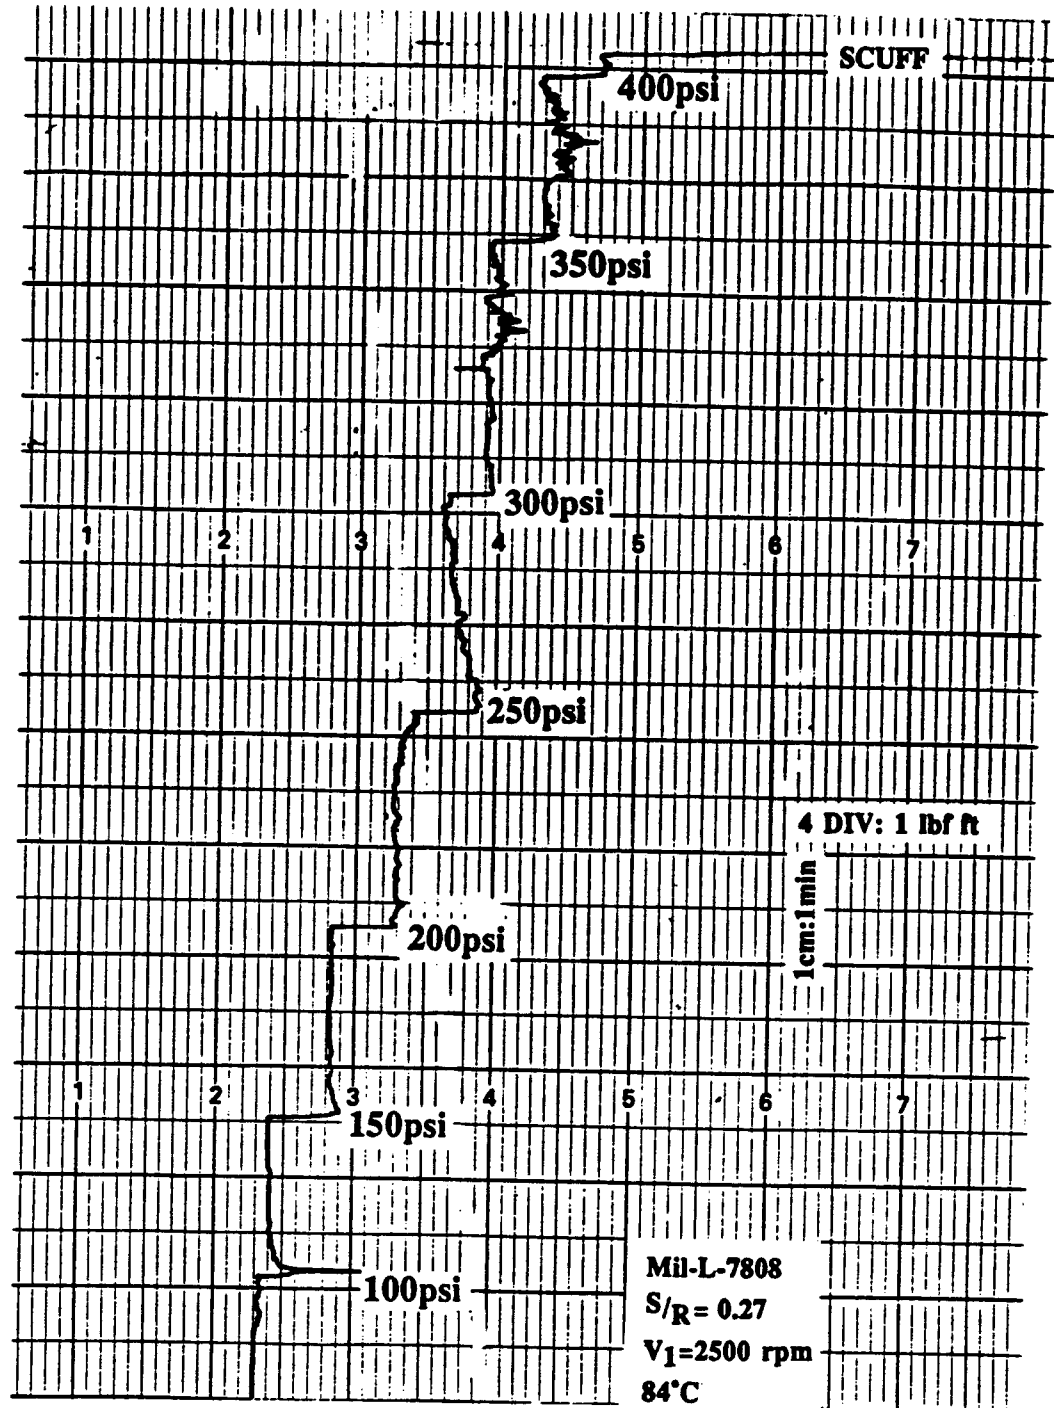 SCUFF
400psi
350psi
300psi
1 2 3 4 5 6 7
250psi
4 DIV: 1 lbf ft
1cm:1min
200psi
1 2 3 4 5 6 7
150psi
100psi
Mil-L-7808
S/R= 0.27
V1=2500 rpm
84°C